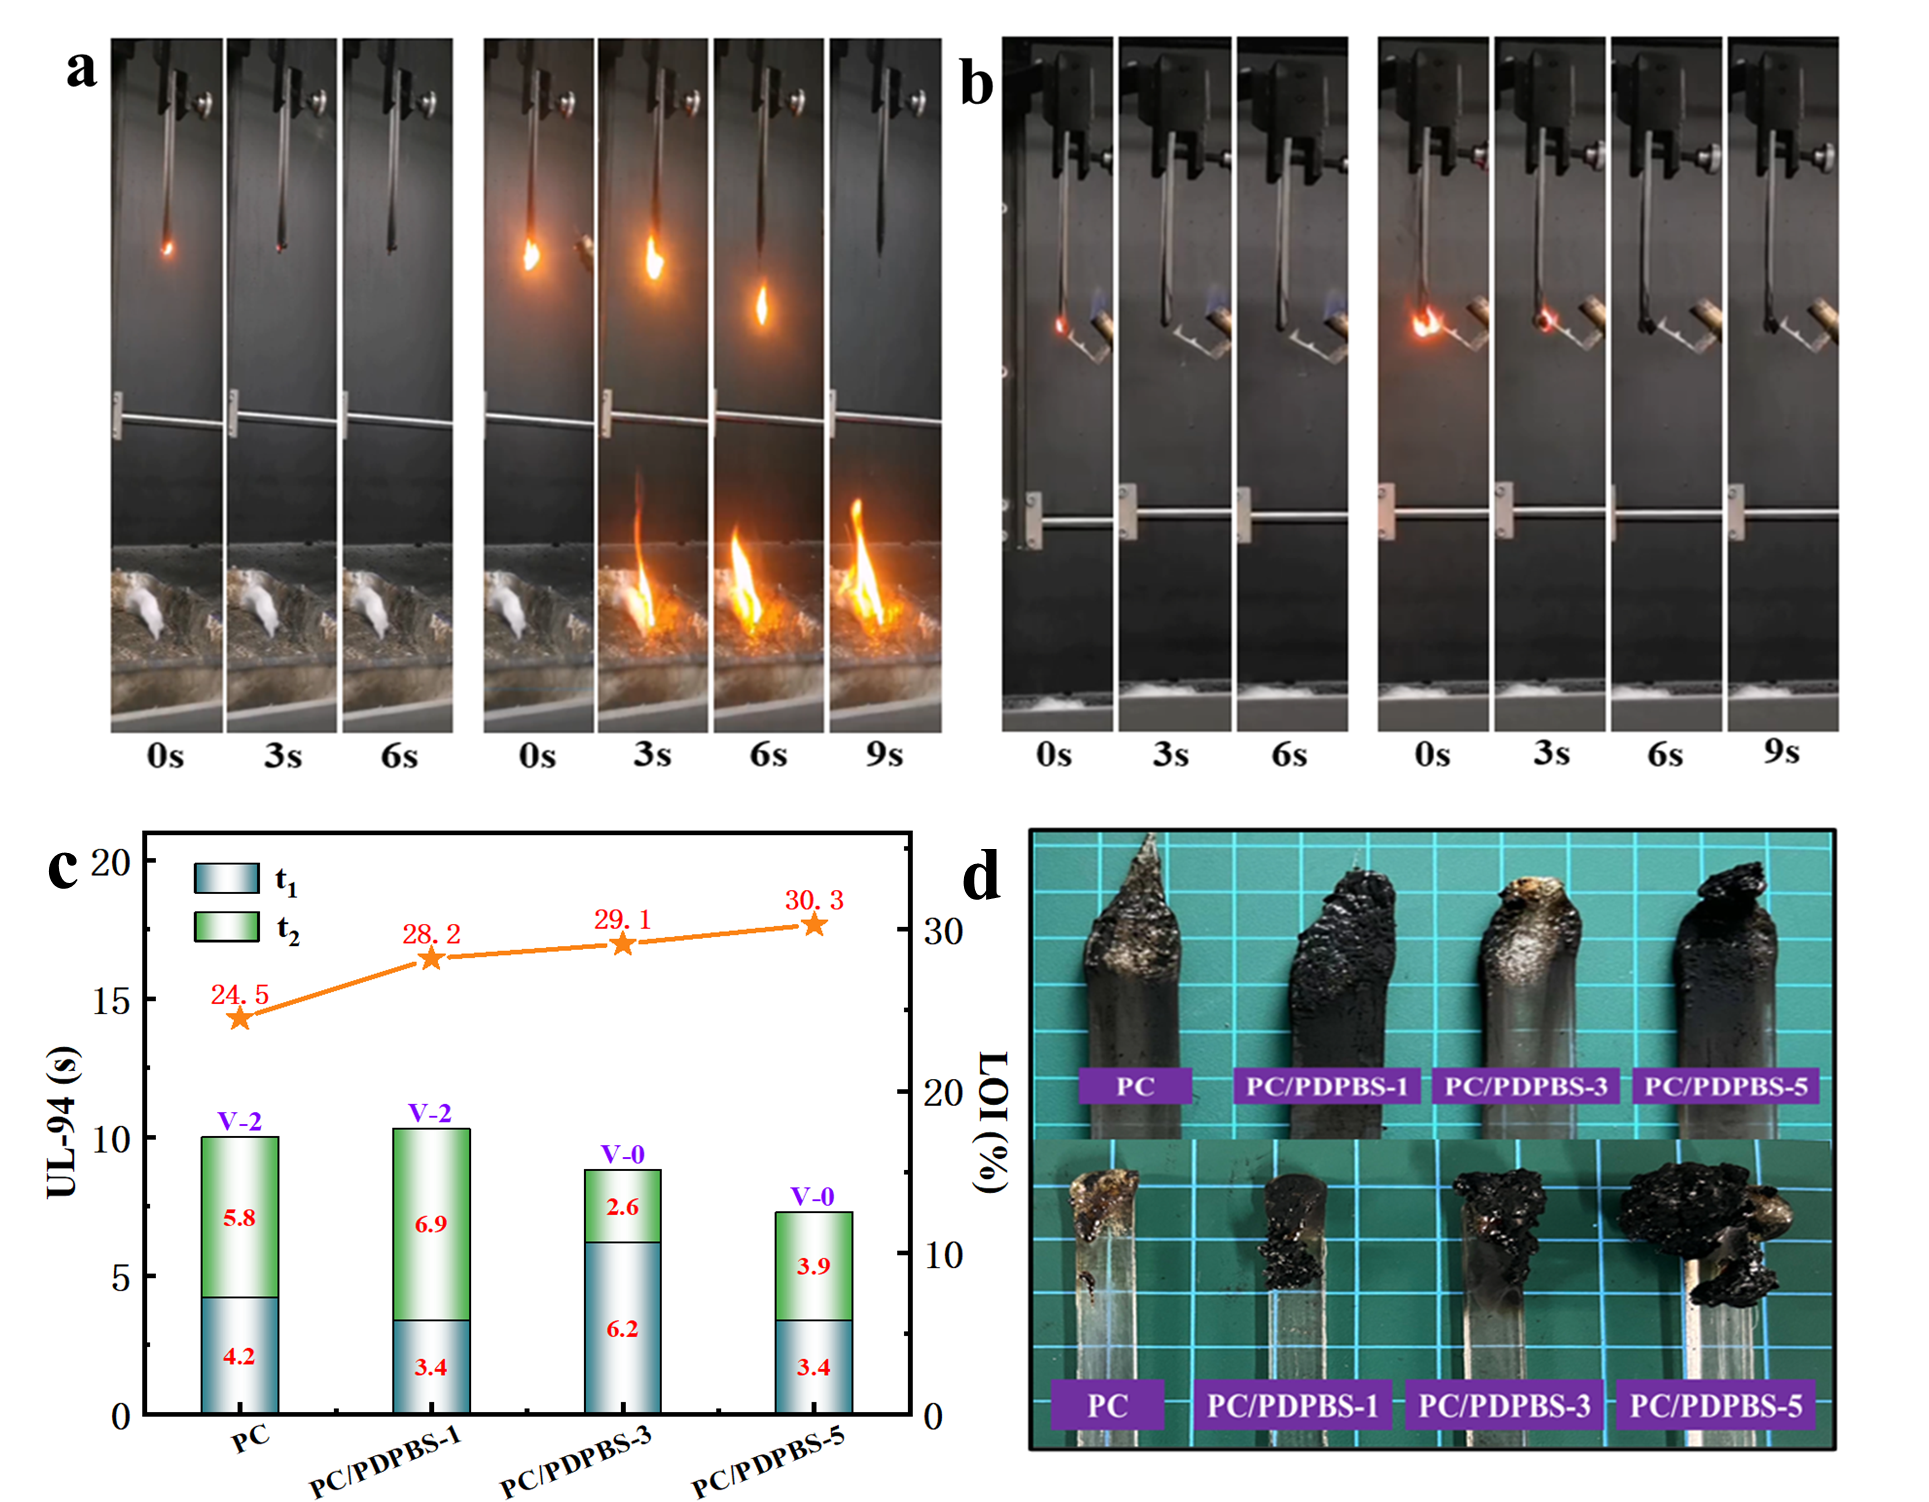 a
b
0s 3s 6s 0s 3s 6s 9s
0s 3s 6s 0s 3s 6s 9s
c
d
UL-94 (s)
20
15
10
5
0
t1
t2
24.5
28.2
29.1
30.3
V-2
V-2
V-0
V-0
5.8
6.9
2.6
3.9
4.2
3.4
6.2
3.4
30
20
10
0
LOI (%)
PC
PC/PDPBS-1
PC/PDPBS-3
PC/PDPBS-5
PC
PC/PDPBS-1
PC/PDPBS-3
PC/PDPBS-5
PC
PC/PDPBS-1
PC/PDPBS-3
PC/PDPBS-5